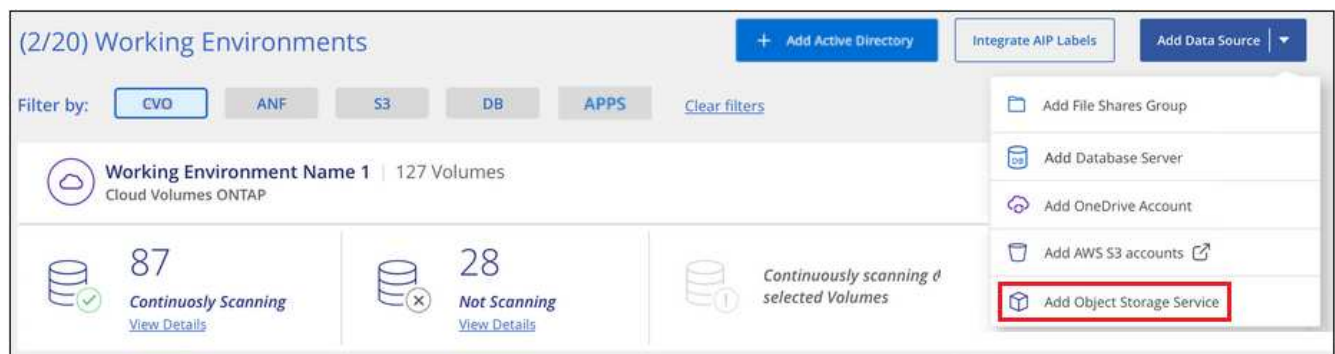 (2/20) Working Environments
+ Add Active Directory
Integrate AIP Labels
Add Data Source
Filter by:
CVO
ANF
S3
DB
APPS
Clear filters
Add File Shares Group
DB
Add Database Server
Add OneDrive Account
Add AWS S3 accounts
Add Object Storage Service
Working Environment Name 1 | 127 Volumes
Cloud Volumes ONTAP
87
Continuosly Scanning
View Details
28
Not Scanning
View Details
Continuously scanning
selected Volumes